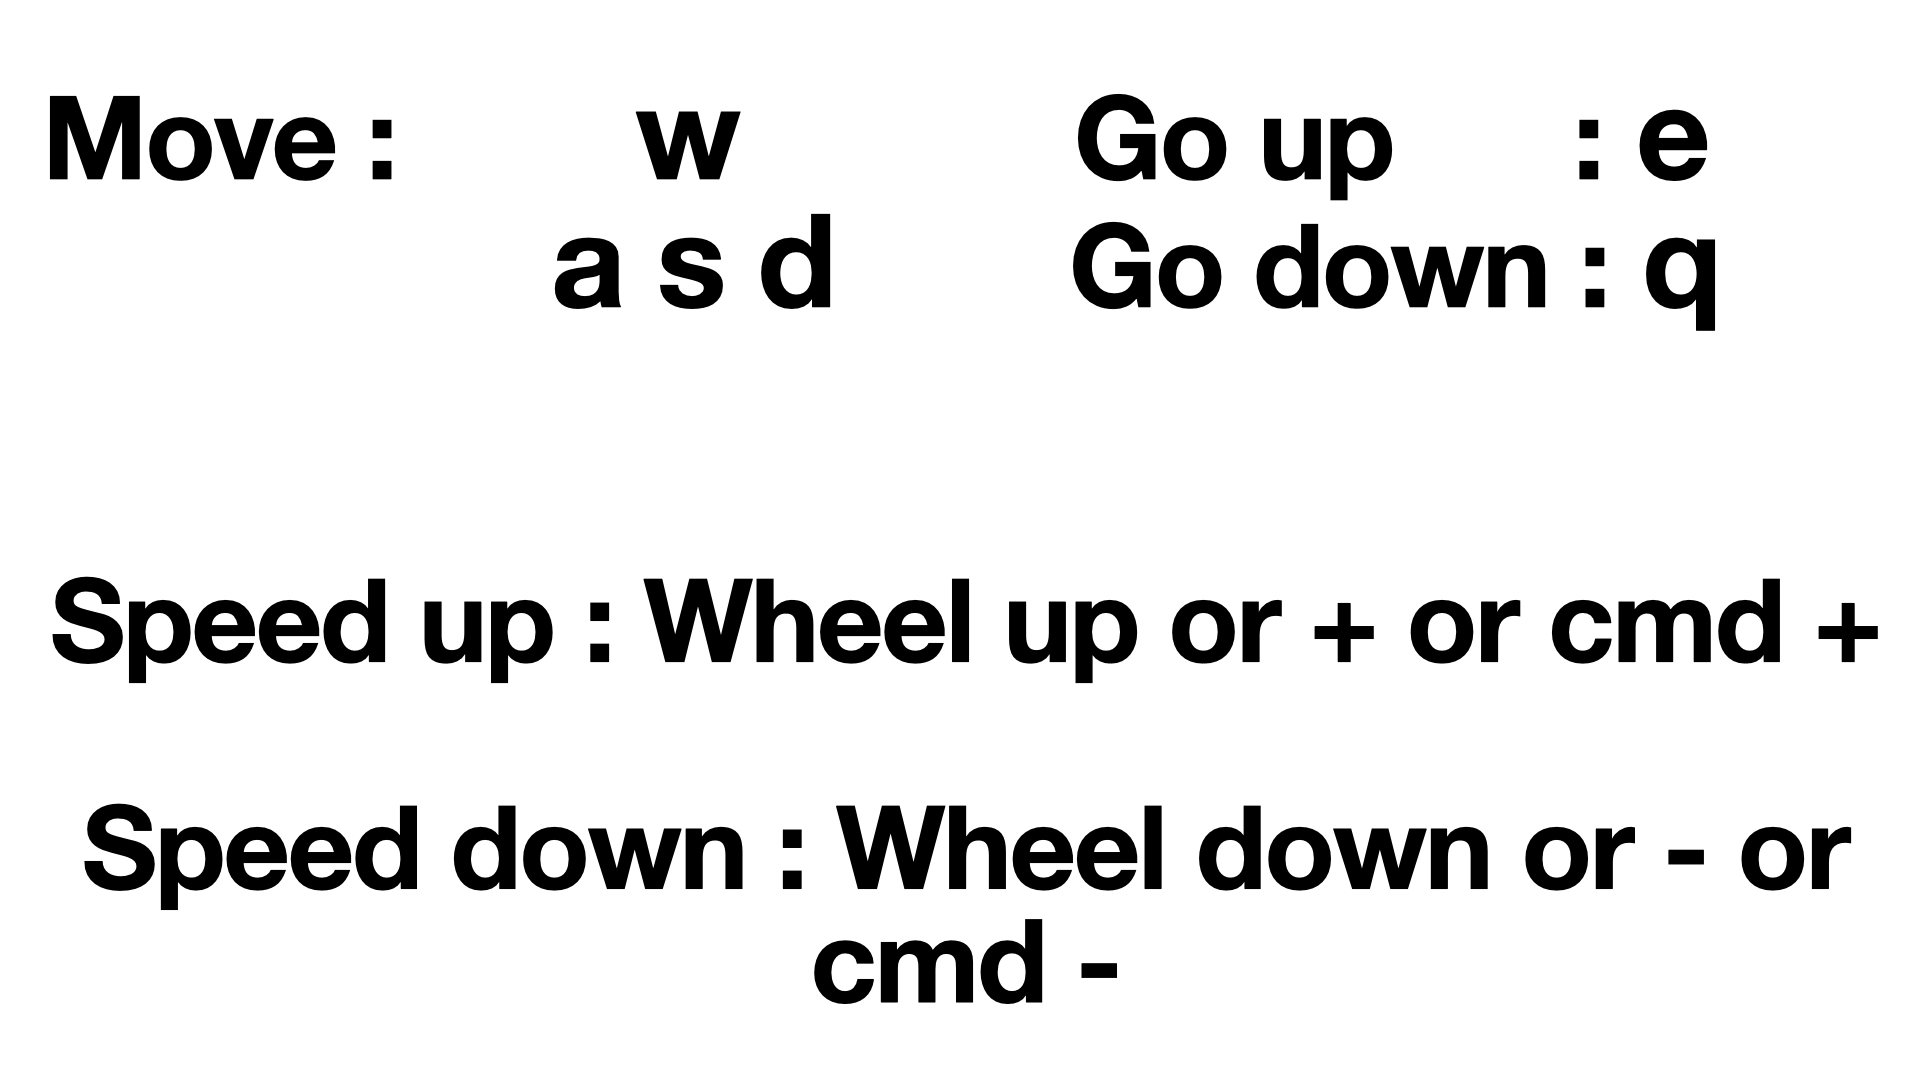 Move : w
a s d
Go up : e
Go down : q
Speed up : Wheel up or + or cmd +
Speed down : Wheel down or - or
cmd -